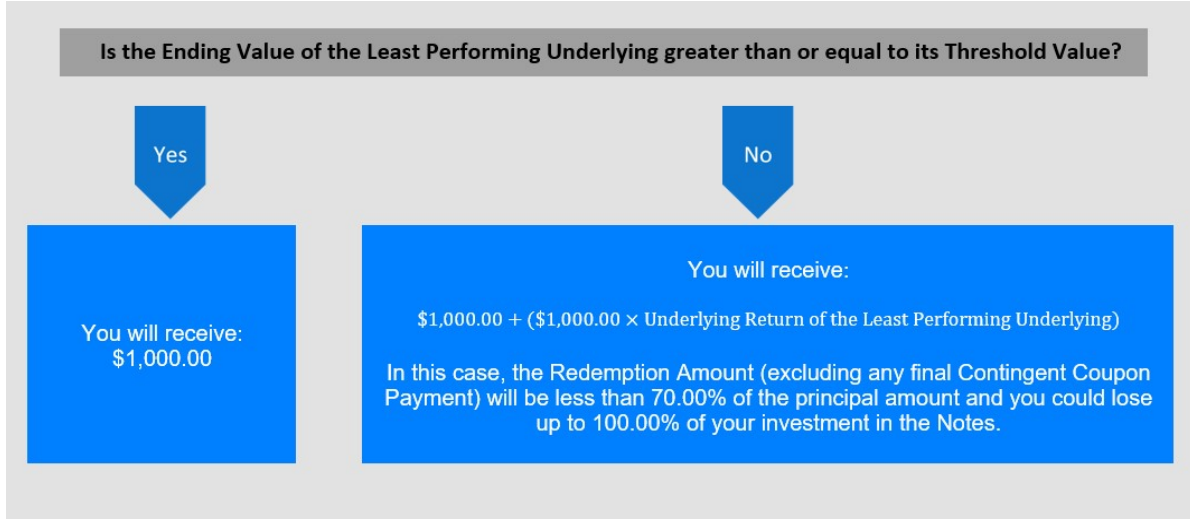 Is the Ending Value of the Least Performing Underlying greater than or equal to its Threshold Value?
Yes
No
You will receive:
$1,000.00
You will receive:
$1,000.00 + ($1,000.00 × Underlying Return of the Least Performing Underlying)
In this case, the Redemption Amount (excluding any final Contingent Coupon
Payment) will be less than 70.00% of the principal amount and you could lose
up to 100.00% of your investment in the Notes.